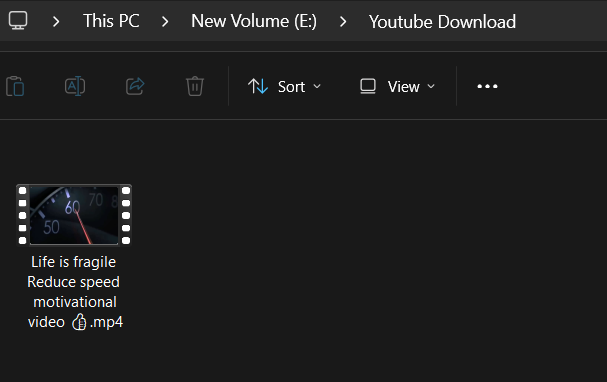 This PC > New Volume (E:) > Youtube Download
Sort View
50 60 70 80
Life is fragile
Reduce speed
motivational
video 👍.mp4